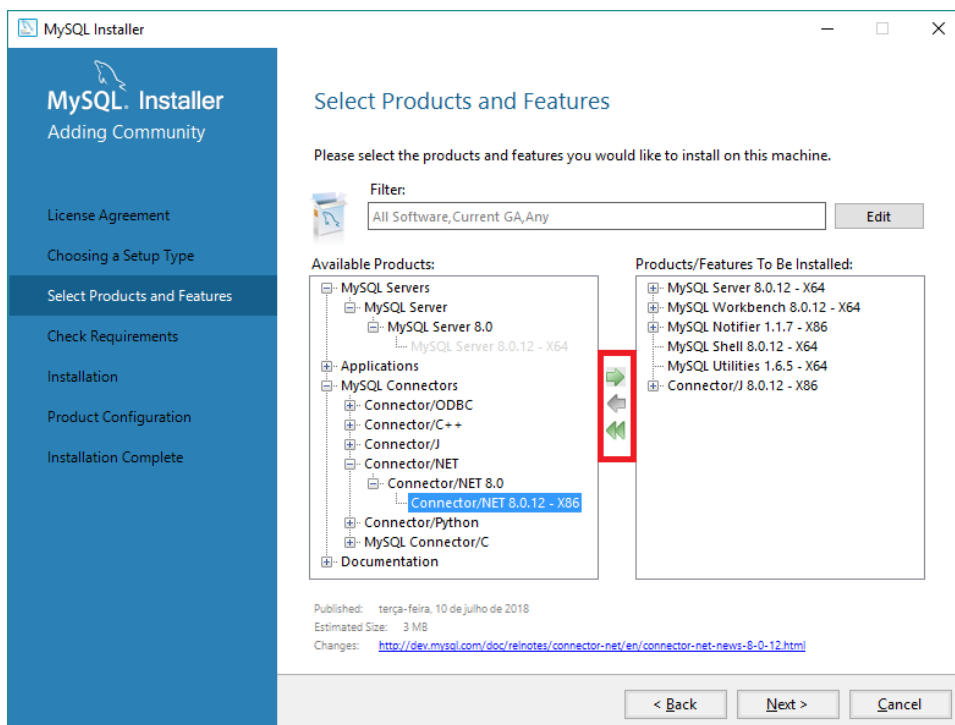 MySQL Installer
MySQL. Installer
Adding Community
License Agreement
Choosing a Setup Type
Select Products and Features
Check Requirements
Installation
Product Configuration
Installation Complete
Select Products and Features
Please select the products and features you would like to install on this machine.
Filter:
All Software,Current GA,Any
Edit
Available Products:
MySQL Servers
MySQL Server
MySQL Server 8.0
MySQL Server 8.0.12 - X64
Applications
MySQL Connectors
Connector/ODBC
Connector/C++
Connector/J
Connector/NET
Connector/NET 8.0
Connector/NET 8.0.12 - X86
Connector/Python
MySQL Connector/C
Documentation
Products/Features To Be Installed:
MySQL Server 8.0.12 - X64
MySQL Workbench 8.0.12 - X64
MySQL Notifier 1.1.7 - X86
MySQL Shell 8.0.12 - X64
MySQL Utilities 1.6.5 - X64
Connector/J 8.0.12 - X86
Published: terça-feira, 10 de julho de 2018
Estimated Size: 3 MB
Changes: http://dev.mysql.com/doc/relnotes/connector-net/en/connector-net-news-8-0-12.html
< Back
Next >
Cancel